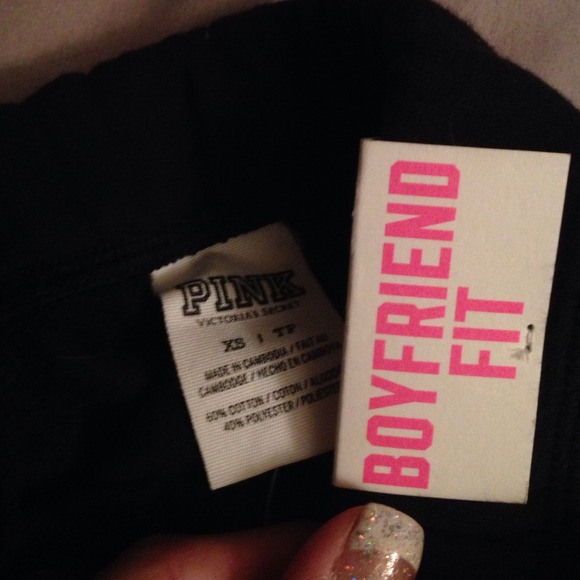 PINK
VICTORIA'S SECRET
XS | TP
MADE IN CAMBODIA / FAIT AU
CAMBODGE / HECHO EN CAMBOYA
60% COTTON / COTON / ALGODÓN
40% POLYESTER / POLIÉSTER
BOYFRIEND
FIT